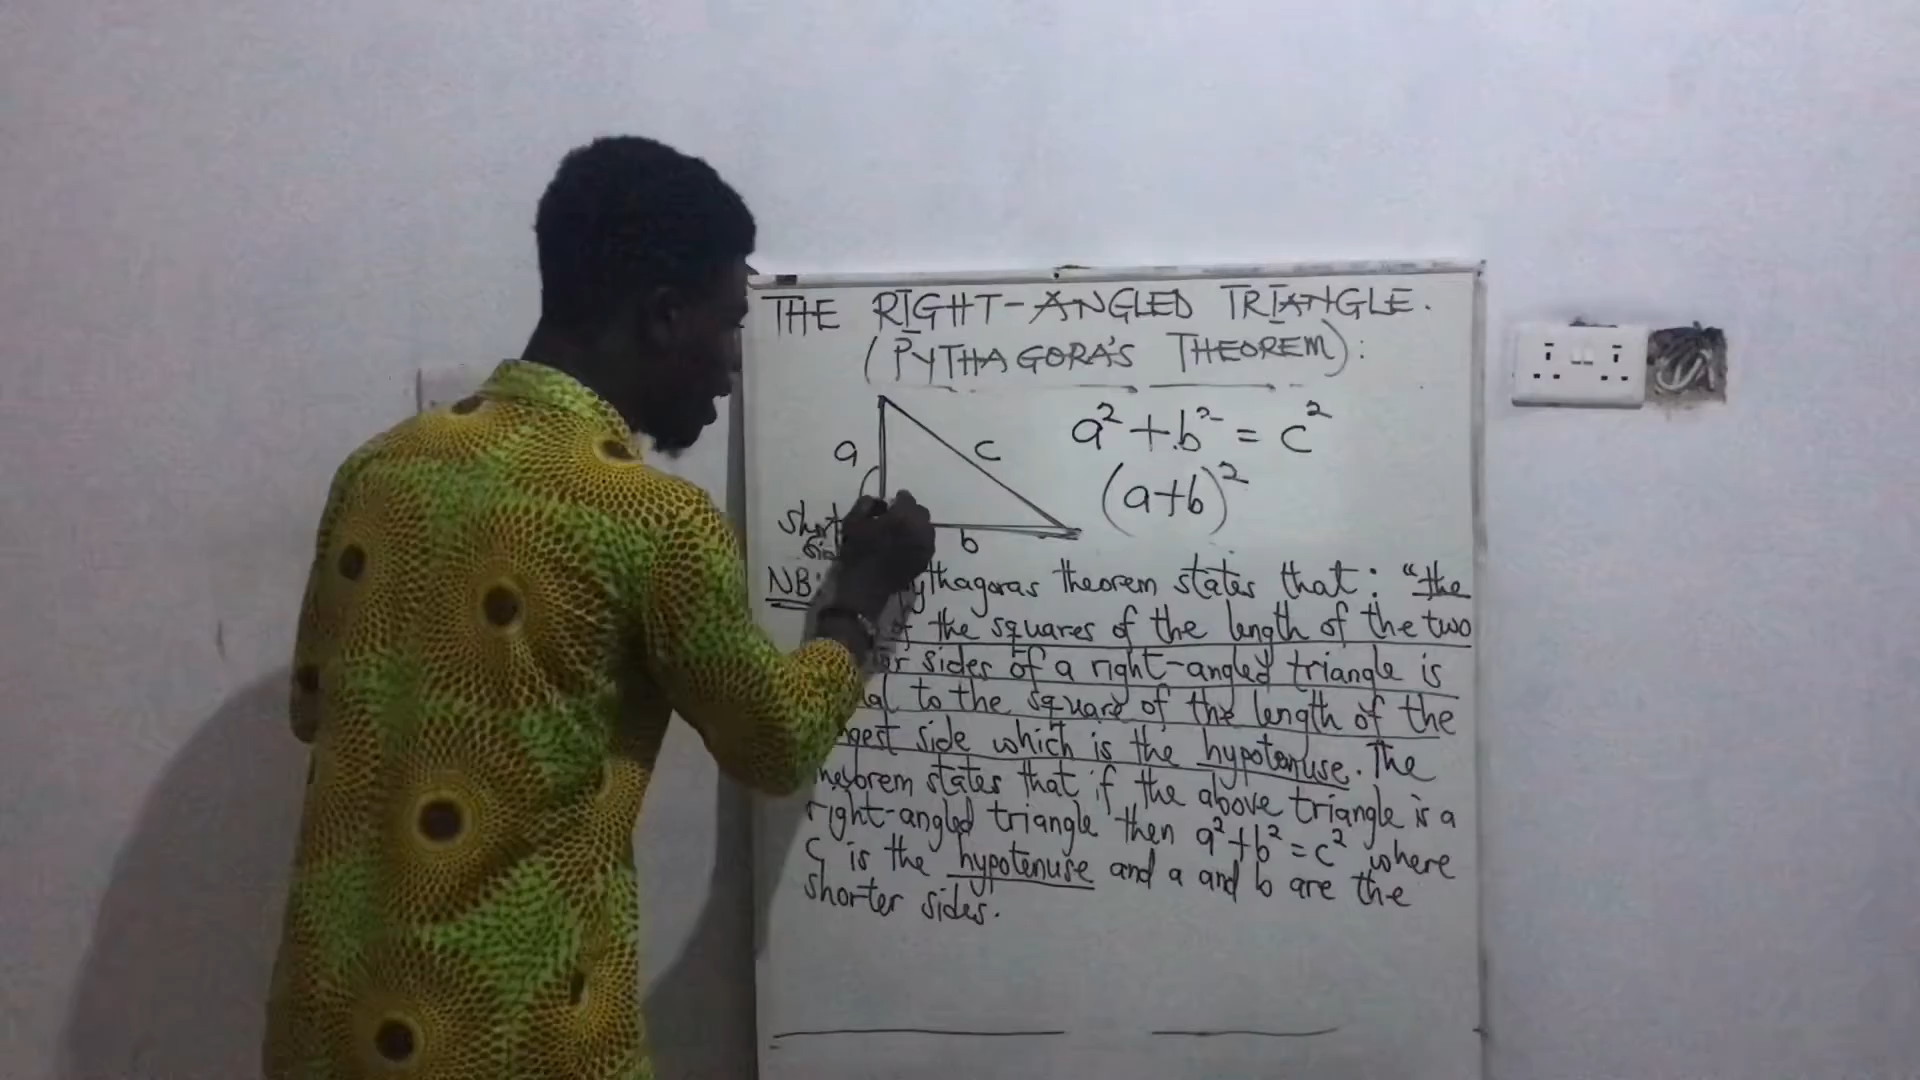 THE RIGHT-ANGLED TRIANGLE.
(PYTHAGORA'S THEOREM):
a c
a² + b² = c²
(a+b)²
short
b
NB: ythagoras theorem states that: "the
of the squares of the length of the two
sides of a right-angled triangle is
to the square of the length of the
side which is the hypotenuse. The
theorem states that if the above triangle is a
right-angled triangle then a²+b²=c² where
C is the hypotenuse and a and b are the
shorter sides.